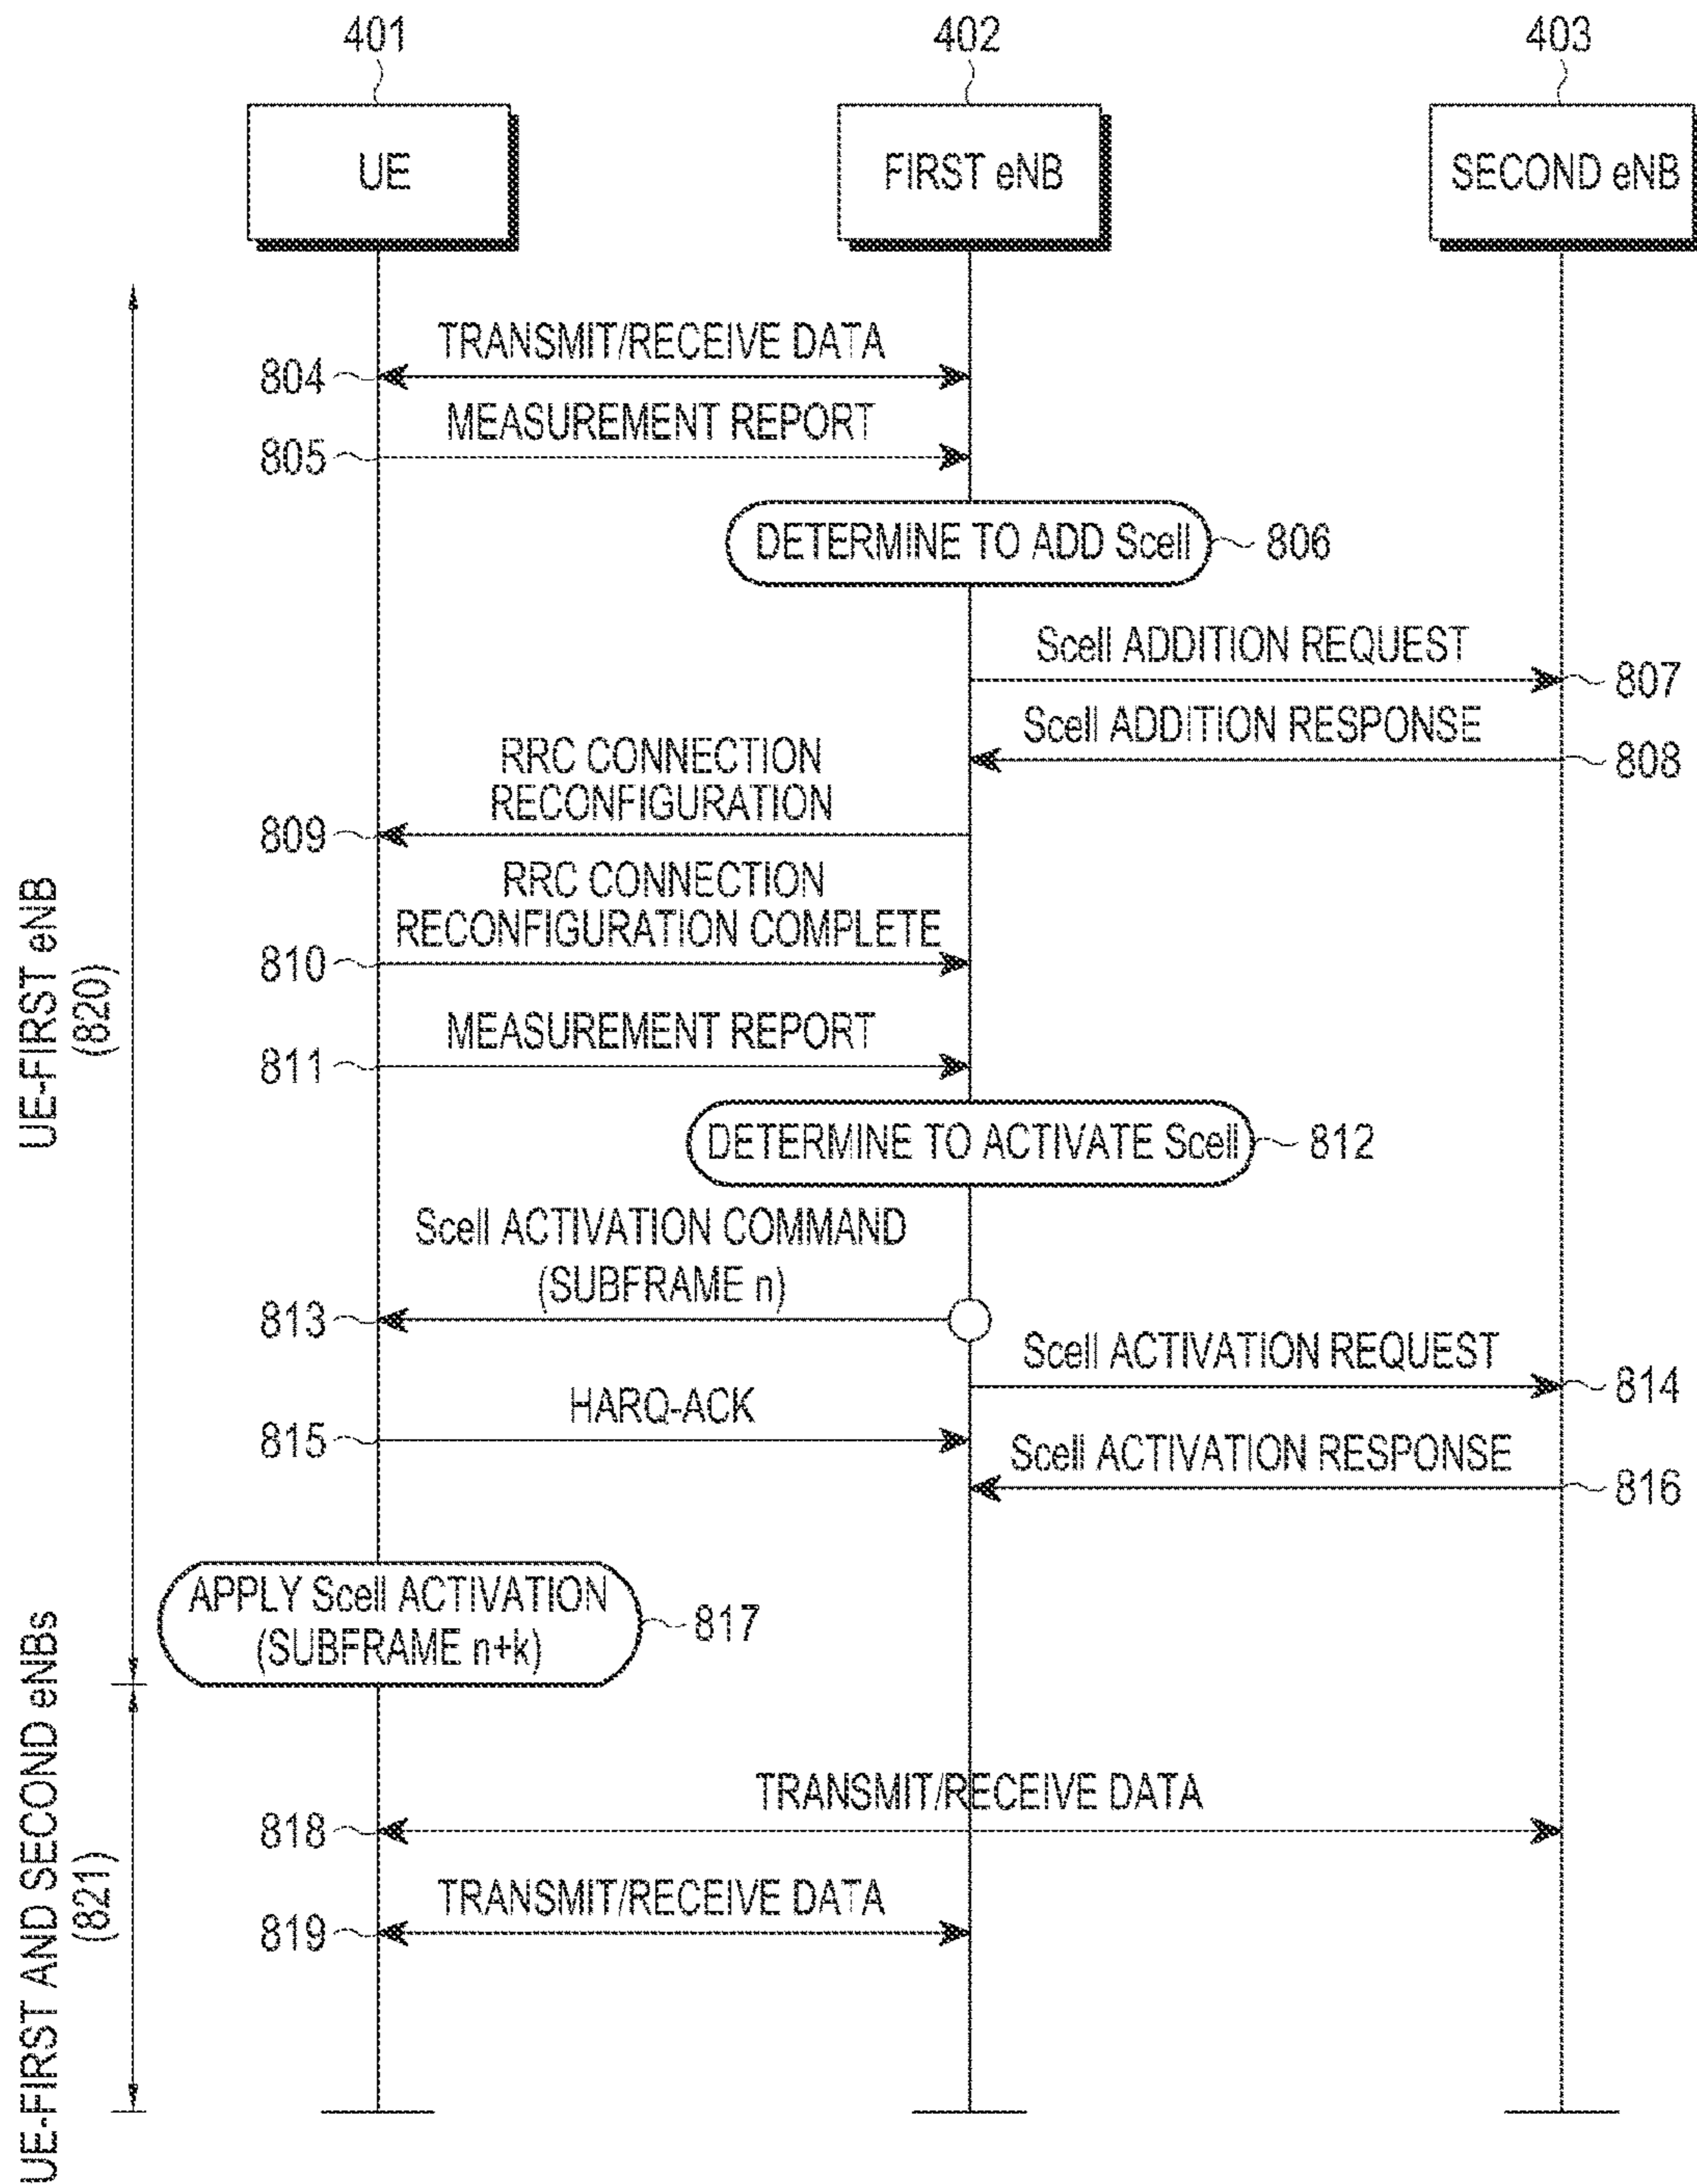 401
402
403
UE
FIRST eNB
SECOND eNB
TRANSMIT/RECEIVE DATA
804
MEASUREMENT REPORT
805
DETERMINE TO ADD Scell
806
Scell ADDITION REQUEST
807
Scell ADDITION RESPONSE
808
RRC CONNECTION
RECONFIGURATION
809
RRC CONNECTION
RECONFIGURATION COMPLETE
810
MEASUREMENT REPORT
811
DETERMINE TO ACTIVATE Scell
812
Scell ACTIVATION COMMAND
(SUBFRAME n)
813
Scell ACTIVATION REQUEST
814
HARQ-ACK
815
Scell ACTIVATION RESPONSE
816
APPLY Scell ACTIVATION
(SUBFRAME n+k)
817
TRANSMIT/RECEIVE DATA
818
TRANSMIT/RECEIVE DATA
819
UE-FIRST eNB
(820)
UE-FIRST AND SECOND eNBs
(821)